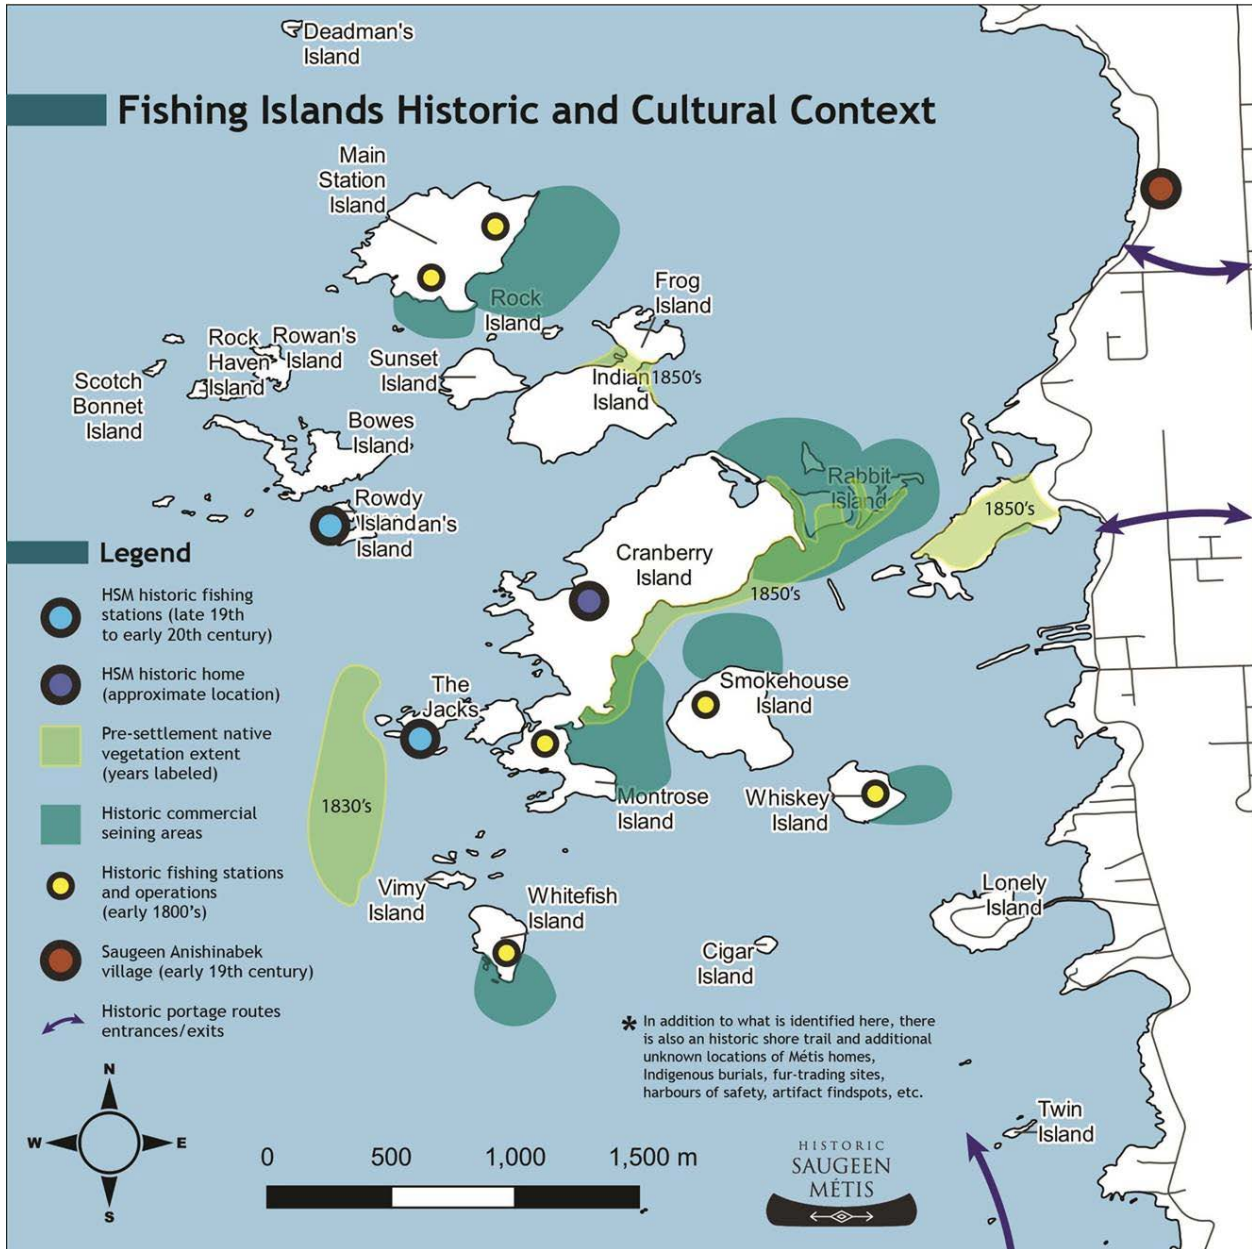 Deadman's
Island
Fishing Islands Historic and Cultural Context
Main
Station
Island
Frog
Island
Rock
Island
Rock
Haven
Island
Rowan's
Island
Sunset
Island
Scotch
Bonnet
Island
Indian
Island
1850's
Bowes
Island
Rabbit
Island
Rowdy
Island
an's
Island
1850's
Cranberry
Island
1850's
Legend
HSM historic fishing
stations (late 19th
to early 20th century)
HSM historic home
(approximate location)
Pre-settlement native
vegetation extent
(years labeled)
Historic commercial
seining areas
Historic fishing stations
and operations
(early 1800's)
Saugeen Anishinabek
village (early 19th century)
Historic portage routes
entrances/exits
The
Jacks
Smokehouse
Island
1830's
Montrose
Island
Whiskey
Island
Vimy
Island
Whitefish
Island
Lonely
Island
Cigar
Island
* In addition to what is identified here, there
is also an historic shore trail and additional
unknown locations of Métis homes,
Indigenous burials, fur-trading sites,
harbours of safety, artifact findspots, etc.
Twin
Island
N
W
E
S
0 500 1,000 1,500 m
HISTORIC
SAUGEEN
MÉTIS